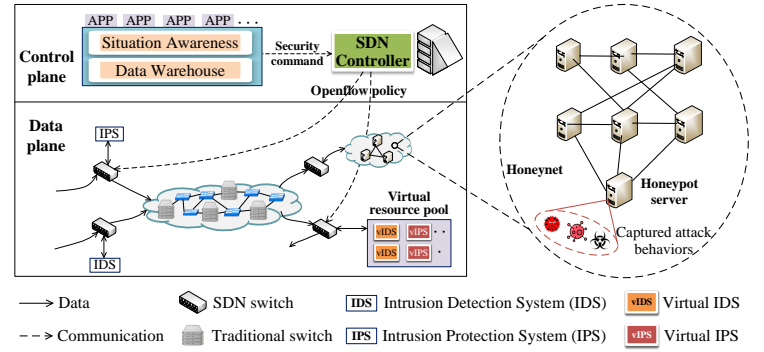 APP APP APP APP . . .
Control
plane
Situation Awareness
Data Warehouse
Security
command
SDN
Controller
Openflow policy
Data
plane
IPS
IDS
Virtual
resource pool
vIDS vIPS . .
vIDS vIPS . .
Honeynet
Honeypot
server
Captured attack
behaviors
Data
SDN switch
IDS Intrusion Detection System (IDS)
vIDS Virtual IDS
Communication
Traditional switch
IPS Intrusion Protection System (IPS)
vIPS Virtual IPS